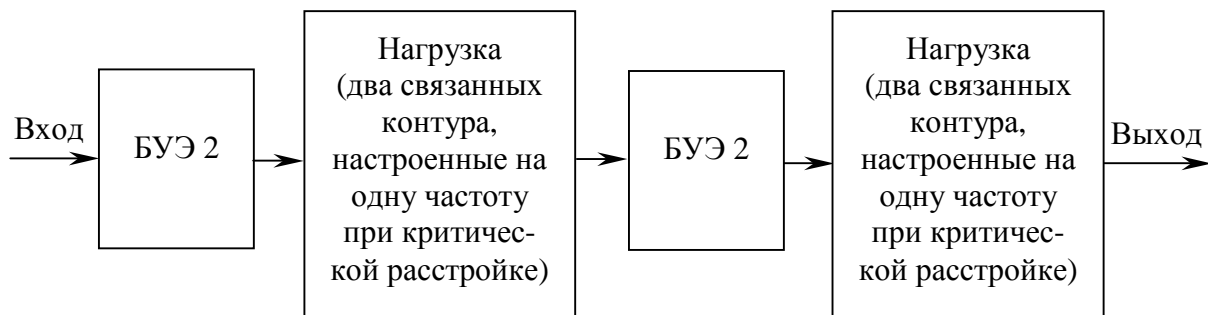 Вход
БУЭ 2
Нагрузка
(два связанных
контура,
настроенные на
одну частоту
при критичес-
кой расстройке)
БУЭ 2
Нагрузка
(два связанных
контура,
настроенные на
одну частоту
при критичес-
кой расстройке)
Выход